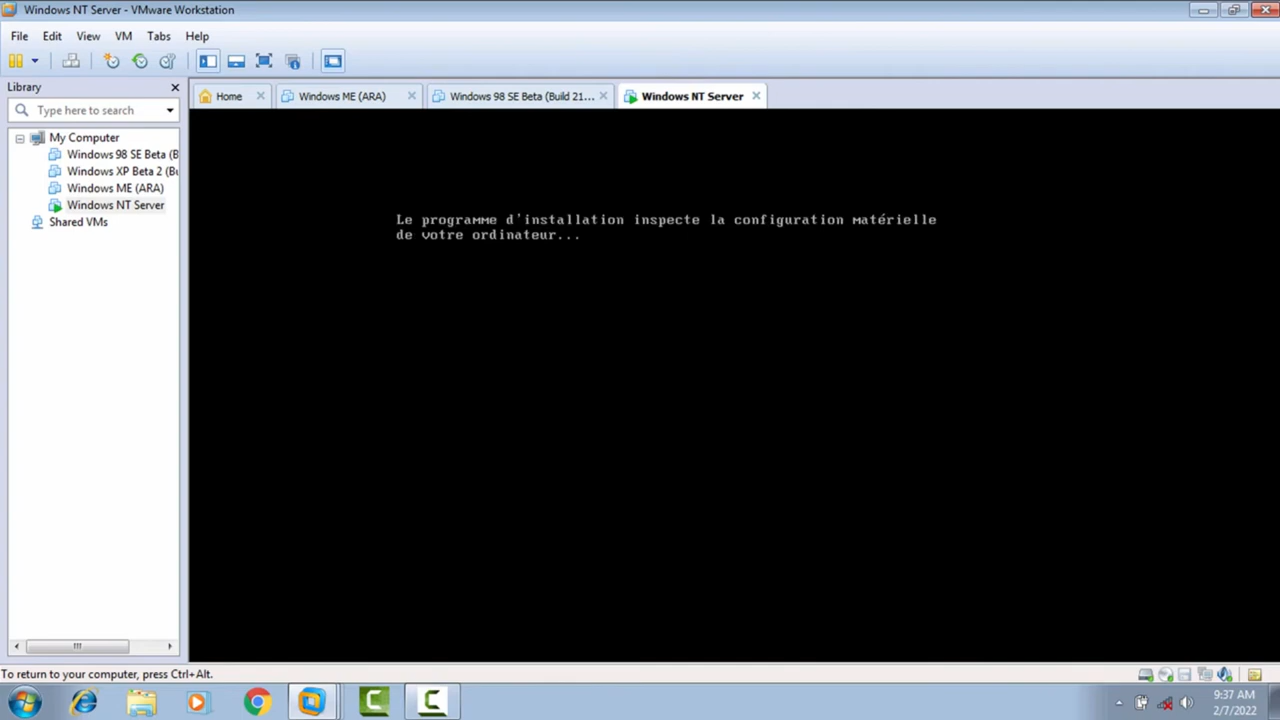 Windows NT Server - VMware Workstation
File Edit View VM Tabs Help
Library
Type here to search
My Computer
Windows 98 SE Beta (B
Windows XP Beta 2 (Bu
Windows ME (ARA)
Windows NT Server
Shared VMs
Home
Windows ME (ARA)
Windows 98 SE Beta (Build 21...
Windows NT Server
Le programme d'installation inspecte la configuration matérielle
de votre ordinateur...
To return to your computer, press Ctrl+Alt.
9:37 AM
2/7/2022